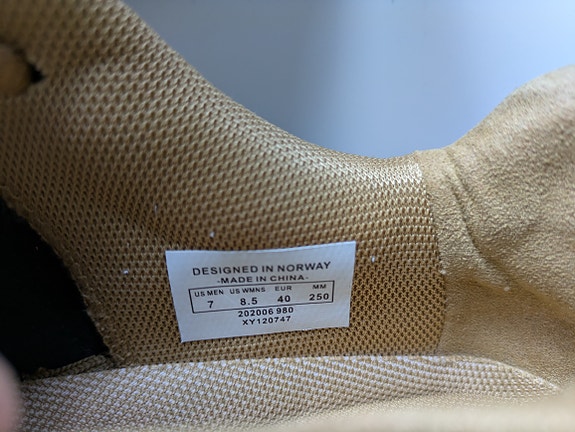 DESIGNED IN NORWAY
-MADE IN CHINA-
US MEN US WMNS EUR MM
7 8.5 40 250
202006 980
XY120747